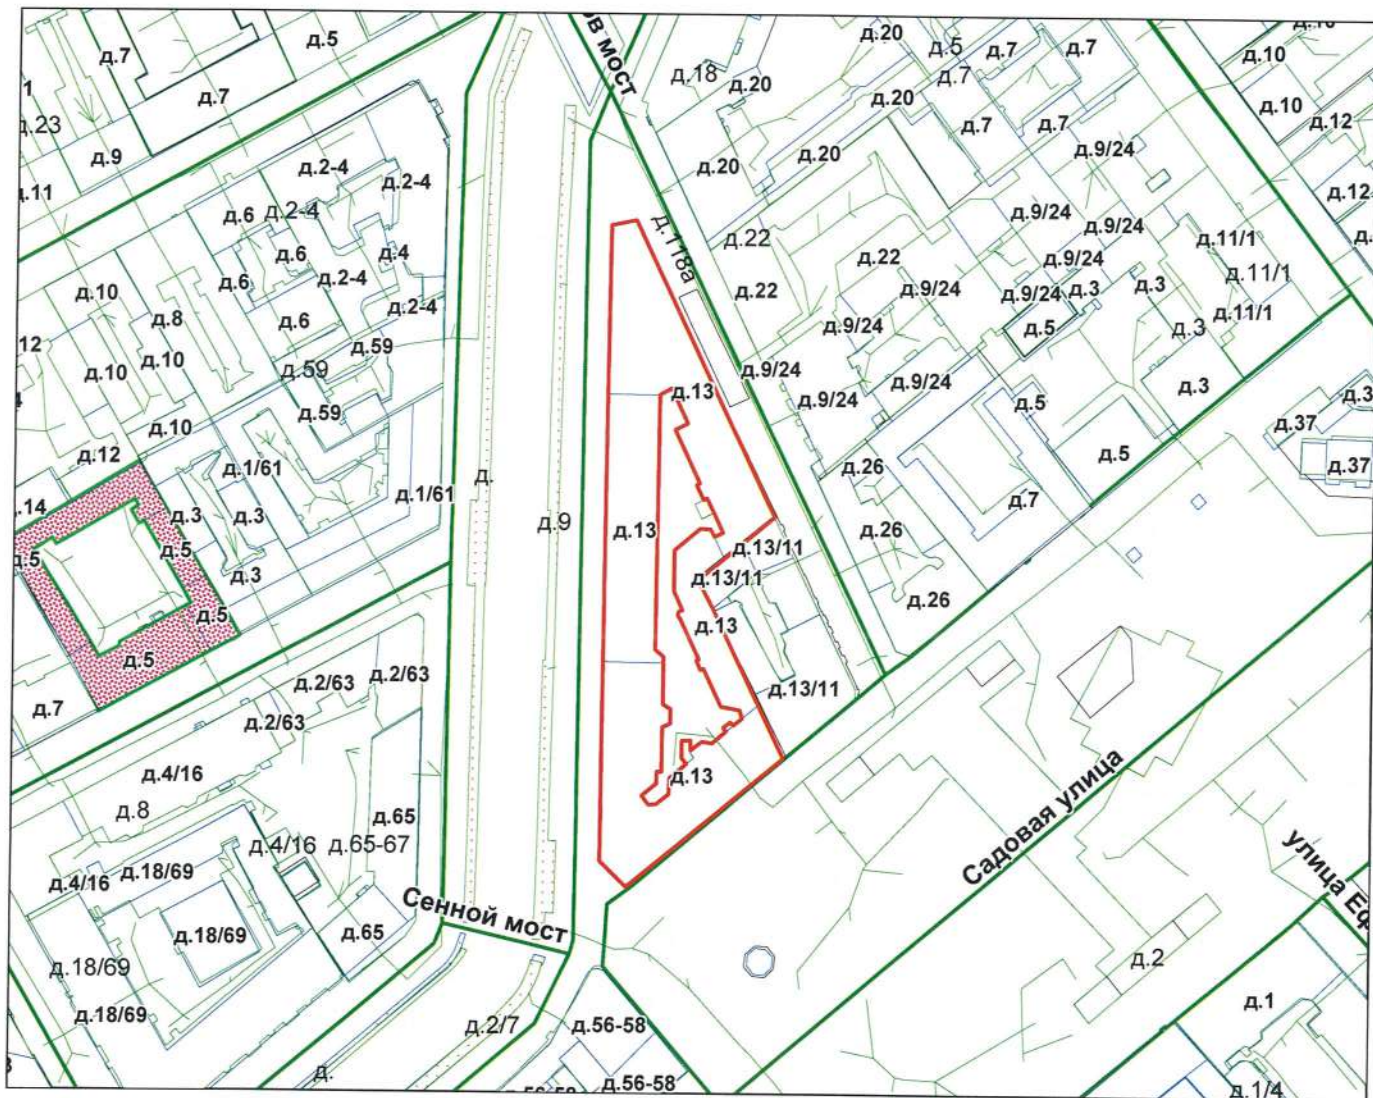 ов мост
д.20
д.5
д.7
д.7
д.10
д.7
д.5
д.7
д.18
д.20
д.20
д.7
д.10
д.23
д.9
д.20
д.7
д.7
д.10
д.12
д.11
д.2-4
д.2-4
д.20
д.9/24
д.12
д.6
д.2-4
д.118а
д.22
д.9/24
д.9/24
д.11/1
д.6
д.4
д.22
д.9/24
д.11/1
д.10
д.6
д.2-4
д.22
д.9/24
д.9/24
д.3
д.3
д.11/1
д.8
д.6
д.2-4
д.9/24
д.5
д.3
д.12
д.10
д.10
д.59
д.59
д.9/24
д.9/24
д.3
д.59
д.13
д.9/24
д.5
д.37
д.10
д.12
д.1/61
д.26
д.5
д.37
д.14
д.3
д.3
д.1/61
д.
д.9
д.13
д.26
д.7
д.5
д.5
д.3
д.13/11
д.13/11
д.26
д.5
д.13
д.5
д.7
д.2/63
д.2/63
д.2/63
д.13/11
д.4/16
д.13
д.8
д.65
Садовая улица
д.4/16
д.65-67
д.18/69
д.4/16
улица Еф
Сенной мост
д.18/69
д.65
д.18/69
д.2
д.18/69
д.2/7
д.56-58
д.1
д.
д.56-58
д.1/4